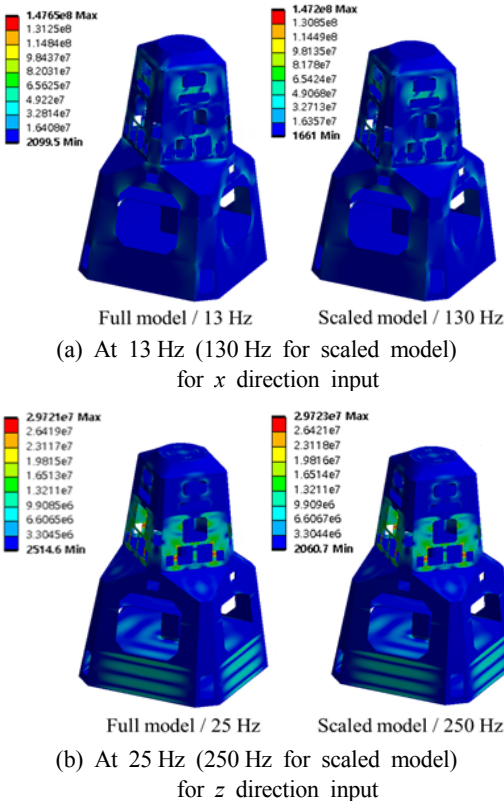 1.4765e8 Max
1.3125e8
1.1484e8
9.8437e7
8.2031e7
6.5625e7
4.922e7
3.2814e7
1.6408e7
2099.5 Min
1.472e8 Max
1.3085e8
1.1449e8
9.8135e7
8.178e7
6.5424e7
4.9068e7
3.2713e7
1.6357e7
1661 Min
Full model / 13 Hz
Scaled model / 130 Hz
(a) At 13 Hz (130 Hz for scaled model)
for x direction input
2.9721e7 Max
2.6419e7
2.3117e7
1.9815e7
1.6513e7
1.3211e7
9.9085e6
6.6065e6
3.3045e6
2514.6 Min
2.9723e7 Max
2.6421e7
2.3118e7
1.9816e7
1.6514e7
1.3211e7
9.909e6
6.6067e6
3.3044e6
2060.7 Min
Full model / 25 Hz
Scaled model / 250 Hz
(b) At 25 Hz (250 Hz for scaled model)
for z direction input